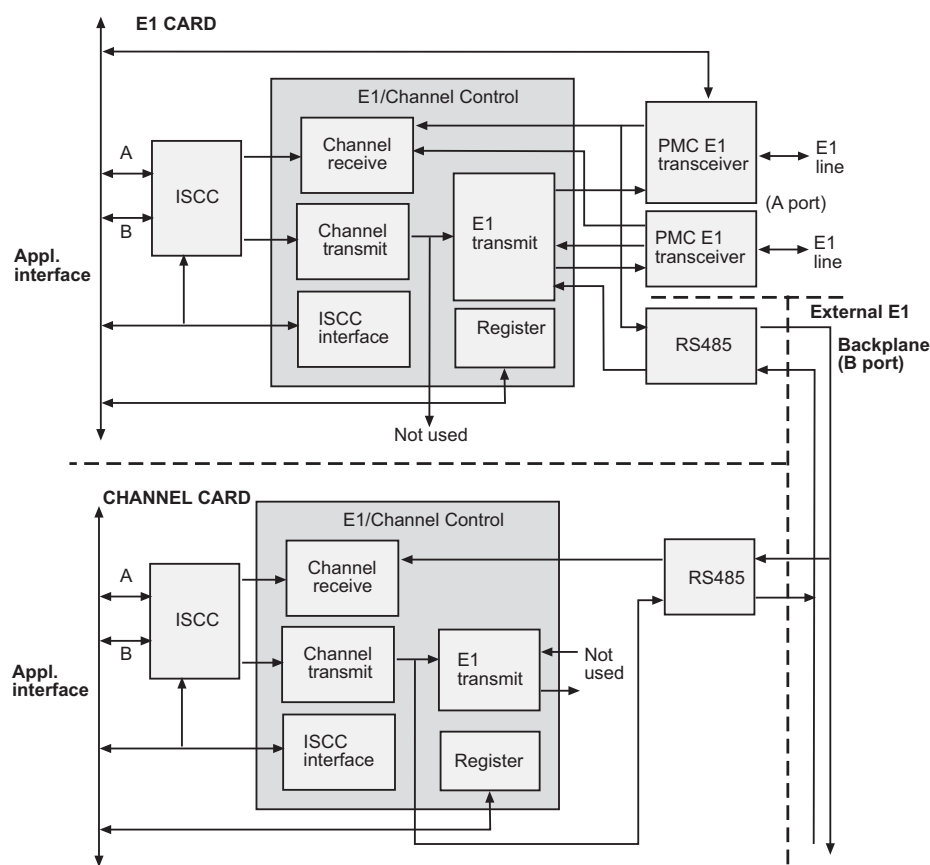 E1 CARD
E1/Channel Control
Channel
receive
PMC E1
transceiver
E1
line
A
ISCC
B
(A port)
Channel
transmit
E1
transmit
PMC E1
transceiver
E1
line
Appl.
interface
ISCC
interface
Register
RS485
External E1
Backplane
(B port)
Not used
CHANNEL CARD
E1/Channel Control
Channel
receive
RS485
A
ISCC
B
Channel
transmit
E1
transmit
Not
used
Appl.
interface
ISCC
interface
Register